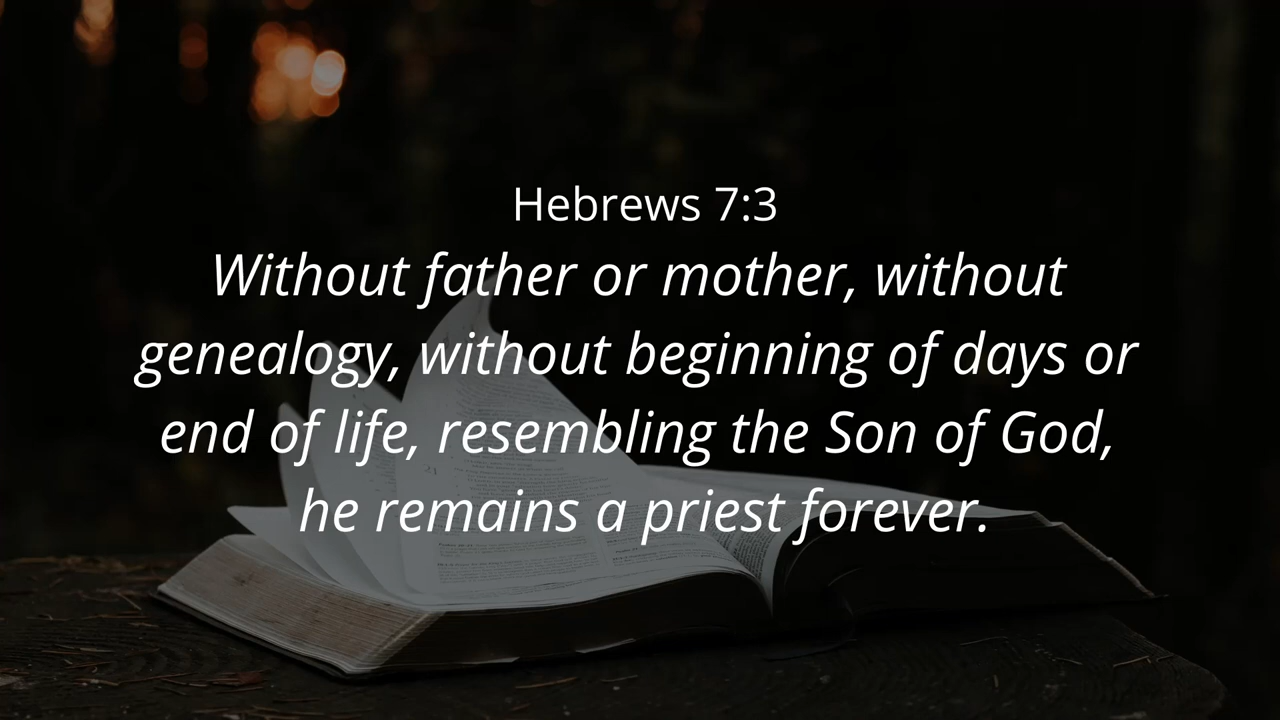 Hebrews 7:3
Without father or mother, without
genealogy, without beginning of days or
end of life, resembling the Son of God,
he remains a priest forever.